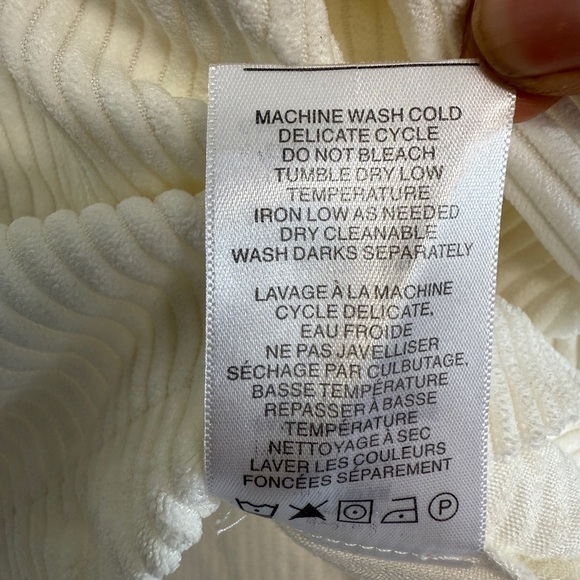 MACHINE WASH COLD
DELICATE CYCLE
DO NOT BLEACH
TUMBLE DRY LOW
TEMPERATURE
IRON LOW AS NEEDED
DRY CLEANABLE
WASH DARKS SEPARATELY
LAVAGE À LA MACHINE
CYCLE DELICATE,
EAU FROIDE
NE PAS JAVELLISER
SÉCHAGE PAR CULBUTAGE,
BASSE TEMPÉRATURE
REPASSER À BASSE
TEMPÉRATURE
NETTOYAGE À SEC
LAVER LES COULEURS
FONCÉES SÉPAREMENT
P